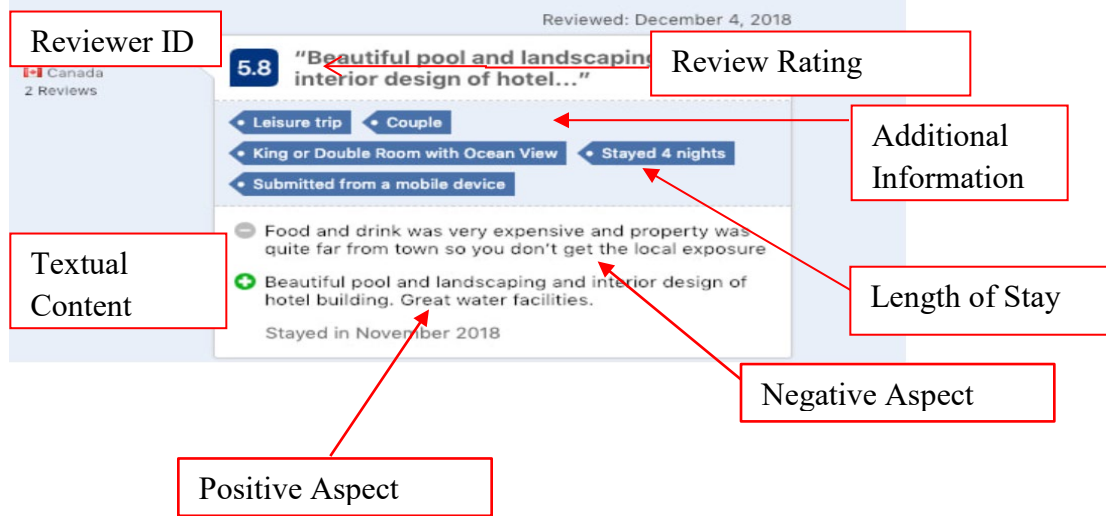 Reviewed: December 4, 2018
Reviewer ID
Canada
2 Reviews
5.8
"Beautiful pool and landscaping
interior design of hotel..."
Review Rating
Leisure trip
Couple
King or Double Room with Ocean View
Stayed 4 nights
Submitted from a mobile device
Additional
Information
Food and drink was very expensive and property was
quite far from town so you don't get the local exposure
Textual
Content
Beautiful pool and landscaping and interior design of
hotel building. Great water facilities.
Length of Stay
Stayed in November 2018
Negative Aspect
Positive Aspect